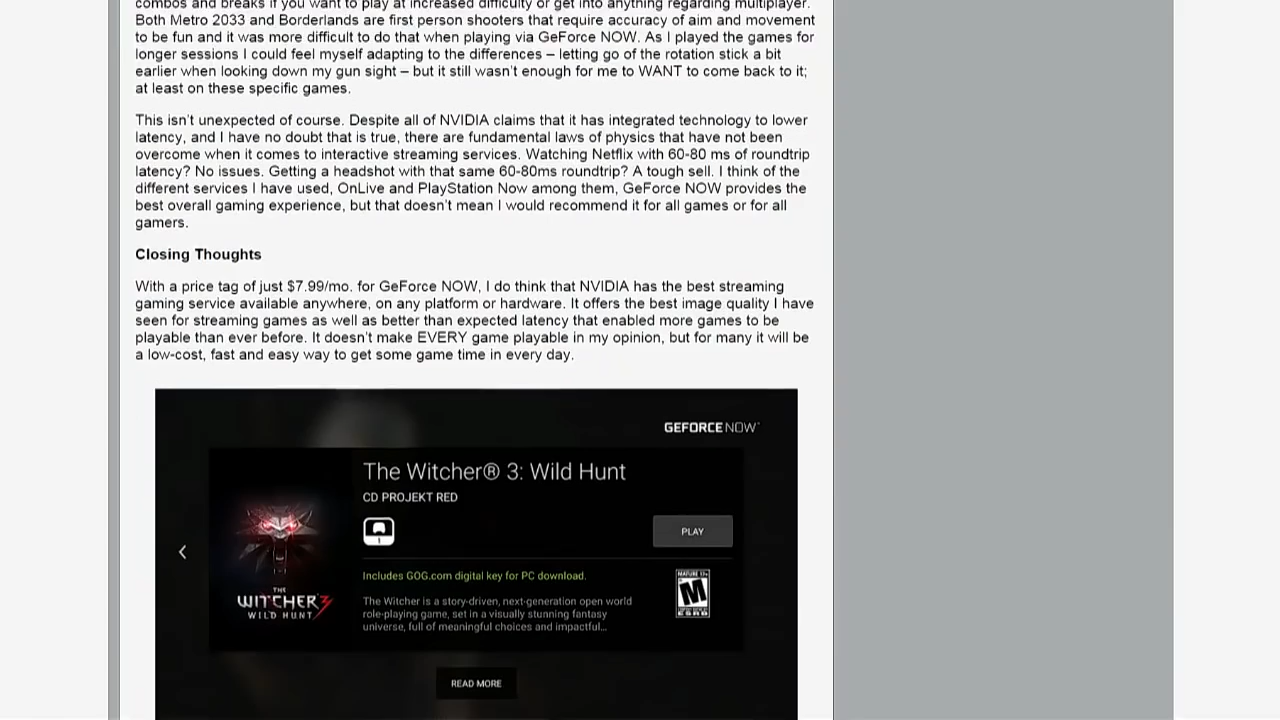 combos and breaks if you want to play at increased difficulty or get into anything regarding multiplayer.
Both Metro 2033 and Borderlands are first person shooters that require accuracy of aim and movement
to be fun and it was more difficult to do that when playing via GeForce NOW. As I played the games for
longer sessions I could feel myself adapting to the differences – letting go of the rotation stick a bit
earlier when looking down my gun sight – but it still wasn't enough for me to WANT to come back to it;
at least on these specific games.
This isn't unexpected of course. Despite all of NVIDIA claims that it has integrated technology to lower
latency, and I have no doubt that is true, there are fundamental laws of physics that have not been
overcome when it comes to interactive streaming services. Watching Netflix with 60-80 ms of roundtrip
latency? No issues. Getting a headshot with that same 60-80ms roundtrip? A tough sell. I think of the
different services I have used, OnLive and PlayStation Now among them, GeForce NOW provides the
best overall gaming experience, but that doesn't mean I would recommend it for all games or for all
gamers.
Closing Thoughts
With a price tag of just $7.99/mo. for GeForce NOW, I do think that NVIDIA has the best streaming
gaming service available anywhere, on any platform or hardware. It offers the best image quality I have
seen for streaming games as well as better than expected latency that enabled more games to be
playable than ever before. It doesn't make EVERY game playable in my opinion, but for many it will be
a low-cost, fast and easy way to get some game time in every day.
GEFORCE NOW
The Witcher® 3: Wild Hunt
CD PROJEKT RED
PLAY
Includes GOG.com digital key for PC download.
MATURE 17+
M
ESRB
The Witcher is a story-driven, next-generation open world
role-playing game, set in a visually stunning fantasy
universe, full of meaningful choices and impactful...
THE
WITCHER 3
WILD HUNT
READ MORE